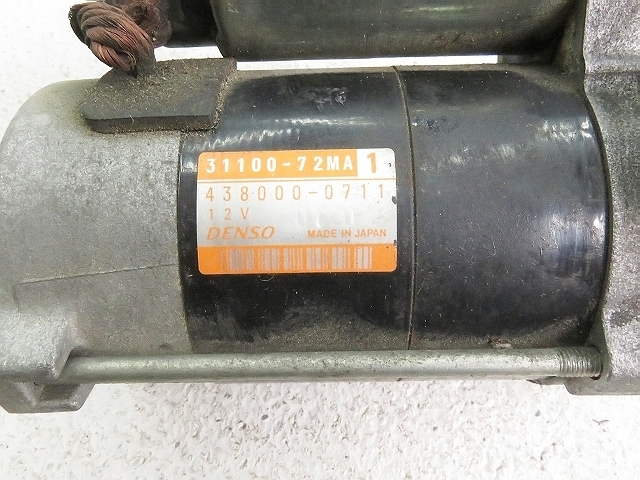 31100-72MA 1
438000-0711
12V
DENSO MADE IN JAPAN